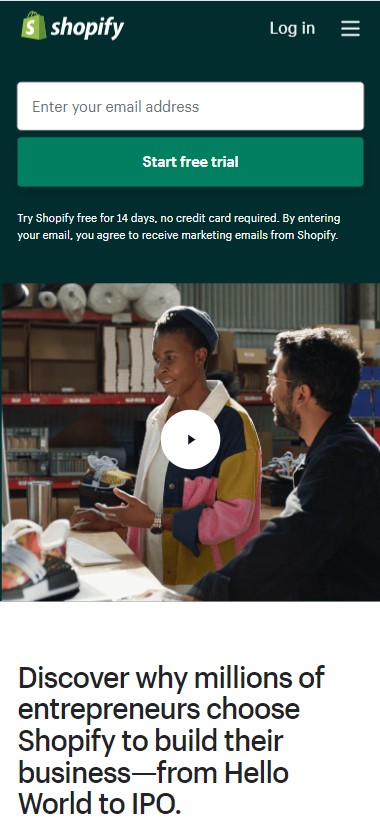 shopify
Log in
Enter your email address
Start free trial
Try Shopify free for 14 days, no credit card required. By entering
your email, you agree to receive marketing emails from Shopify.
Discover why millions of
entrepreneurs choose
Shopify to build their
business—from Hello
World to IPO.